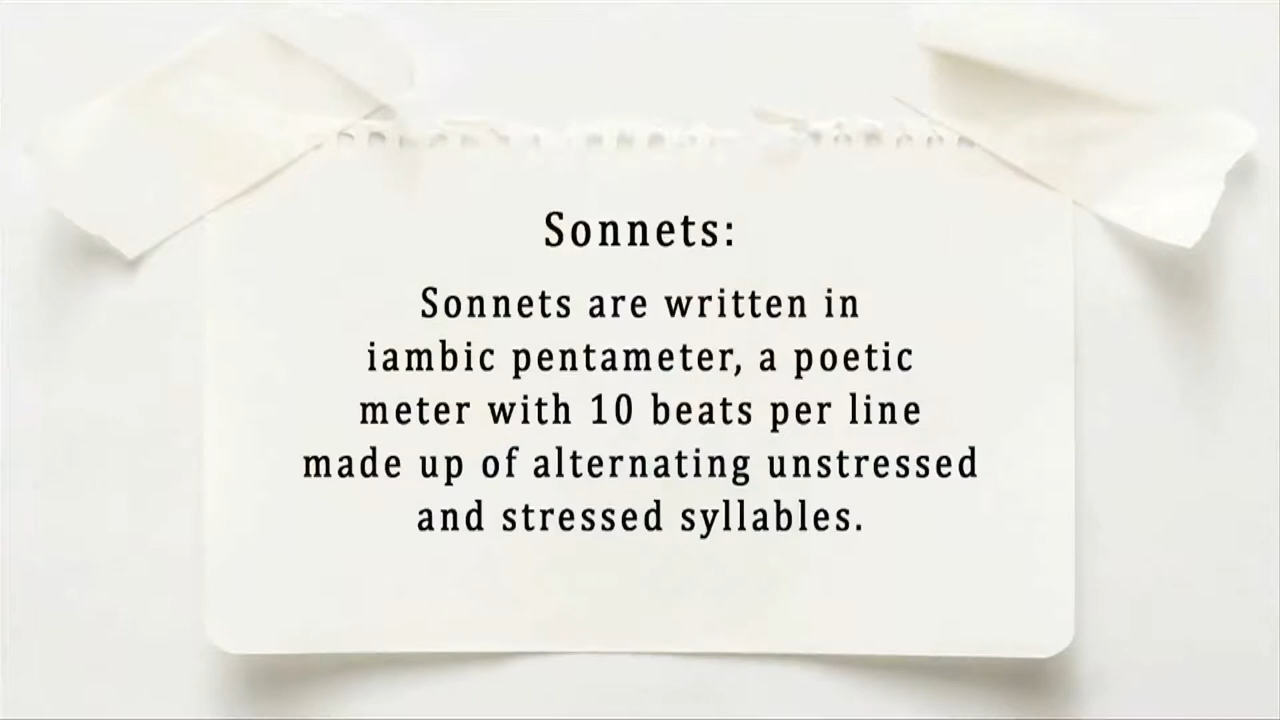 Sonnets:
Sonnets are written in
iambic pentameter, a poetic
meter with 10 beats per line
made up of alternating unstressed
and stressed syllables.